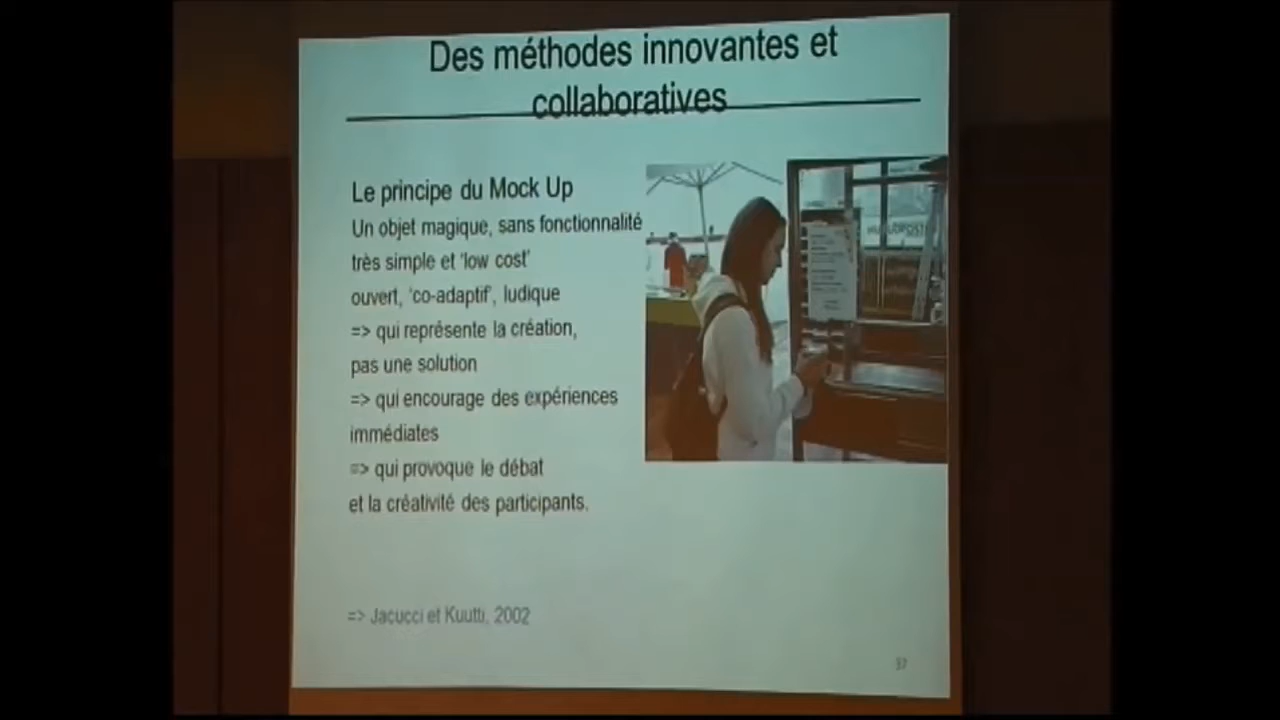 Des méthodes innovantes et
collaboratives
Le principe du Mock Up
Un objet magique, sans fonctionnalité
très simple et 'low cost'
ouvert, 'co-adaptif', ludique
=> qui représente la création,
pas une solution
=> qui encourage des expériences
immédiates
=> qui provoque le débat
et la créativité des participants.
=> Jacucci et Kuutti, 2002
37